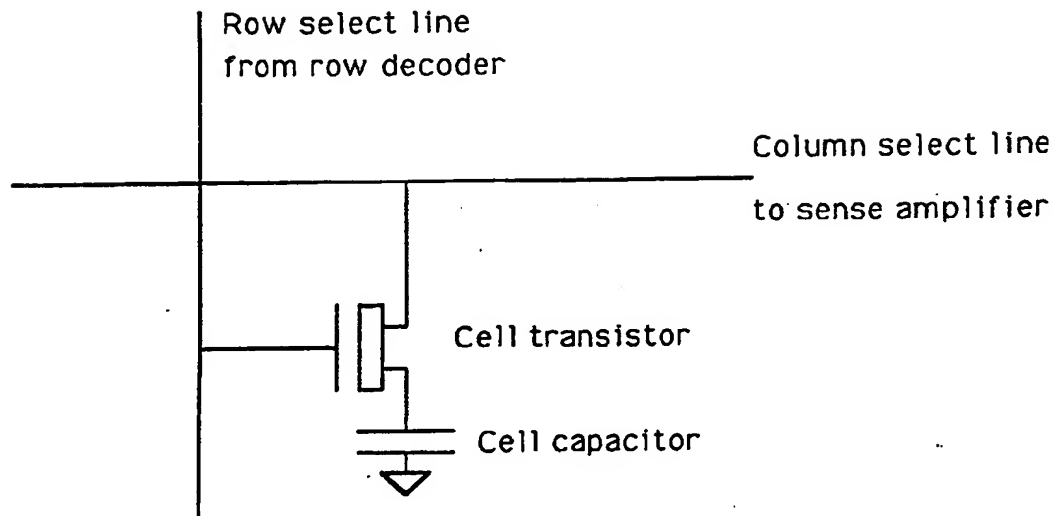 Row select line
from row decoder
Column select line
to sense amplifier
Cell transistor
Cell capacitor